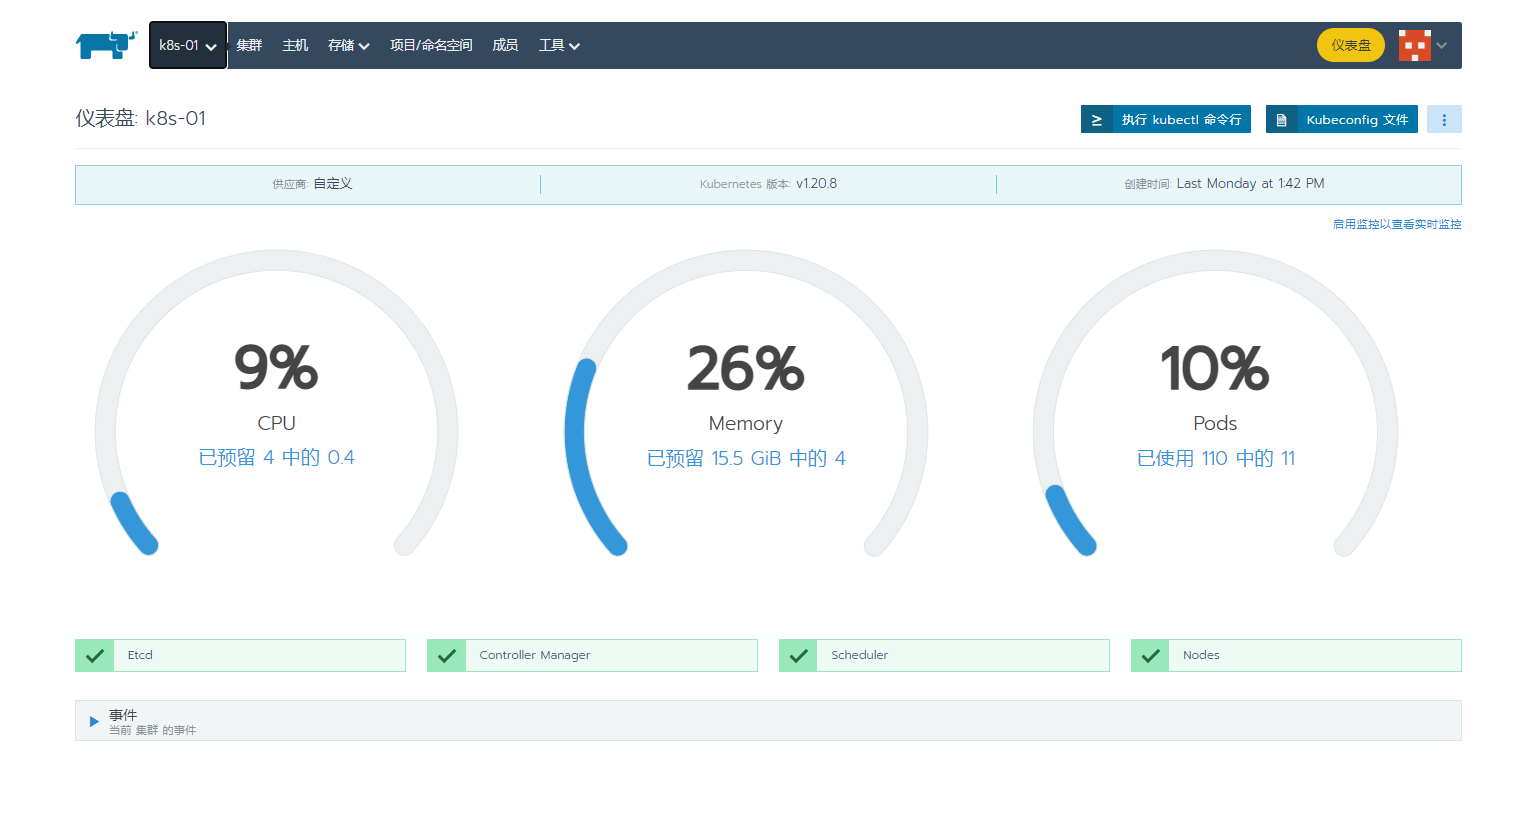 k8s-01 集群 主机 存储 项目/命名空间 成员 工具 仪表盘
仪表盘: k8s-01 执行 kubectl 命令行 Kubeconfig 文件
供应商: 自定义 Kubernetes 版本: v1.20.8 创建时间: Last Monday at 1:42 PM
启用监控以查看实时监控
9% 26% 10%
CPU Memory Pods
已预留 4 中的 0.4 已预留 15.5 GiB 中的 4 已使用 110 中的 11
Etcd Controller Manager Scheduler Nodes
事件
当前 集群 的事件